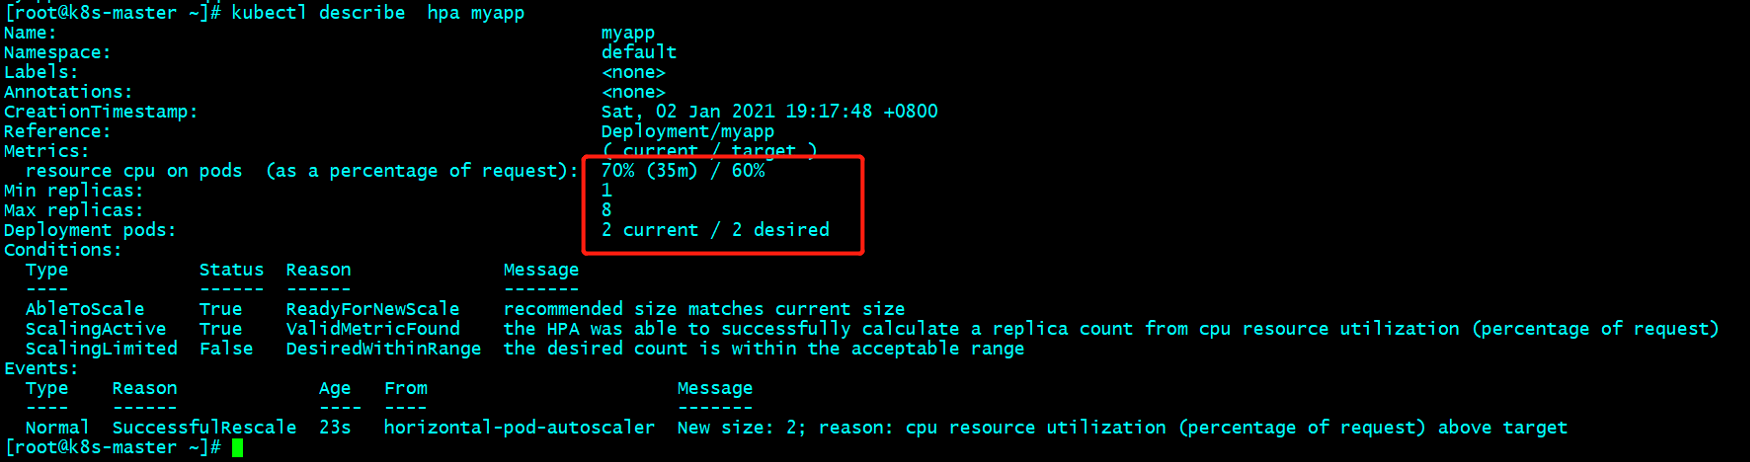 [root@k8s-master ~]# kubectl describe  hpa myapp
Name:                                                  myapp
Namespace:                                             default
Labels:                                                <none>
Annotations:                                           <none>
CreationTimestamp:                                     Sat, 02 Jan 2021 19:17:48 +0800
Reference:                                             Deployment/myapp
Metrics:                                               ( current / target )
  resource cpu on pods  (as a percentage of request):  70% (35m) / 60%
Min replicas:                                          1
Max replicas:                                          8
Deployment pods:                                       2 current / 2 desired
Conditions:
  Type            Status  Reason              Message
  ----            ------  ------              -------
  AbleToScale     True    ReadyForNewScale    recommended size matches current size
  ScalingActive   True    ValidMetricFound    the HPA was able to successfully calculate a replica count from cpu resource utilization (percentage of request)
  ScalingLimited  False   DesiredWithinRange  the desired count is within the acceptable range
Events:
  Type    Reason             Age   From                       Message
  ----    ------             ----  ----                       -------
  Normal  SuccessfulRescale  23s   horizontal-pod-autoscaler  New size: 2; reason: cpu resource utilization (percentage of request) above target
[root@k8s-master ~]#